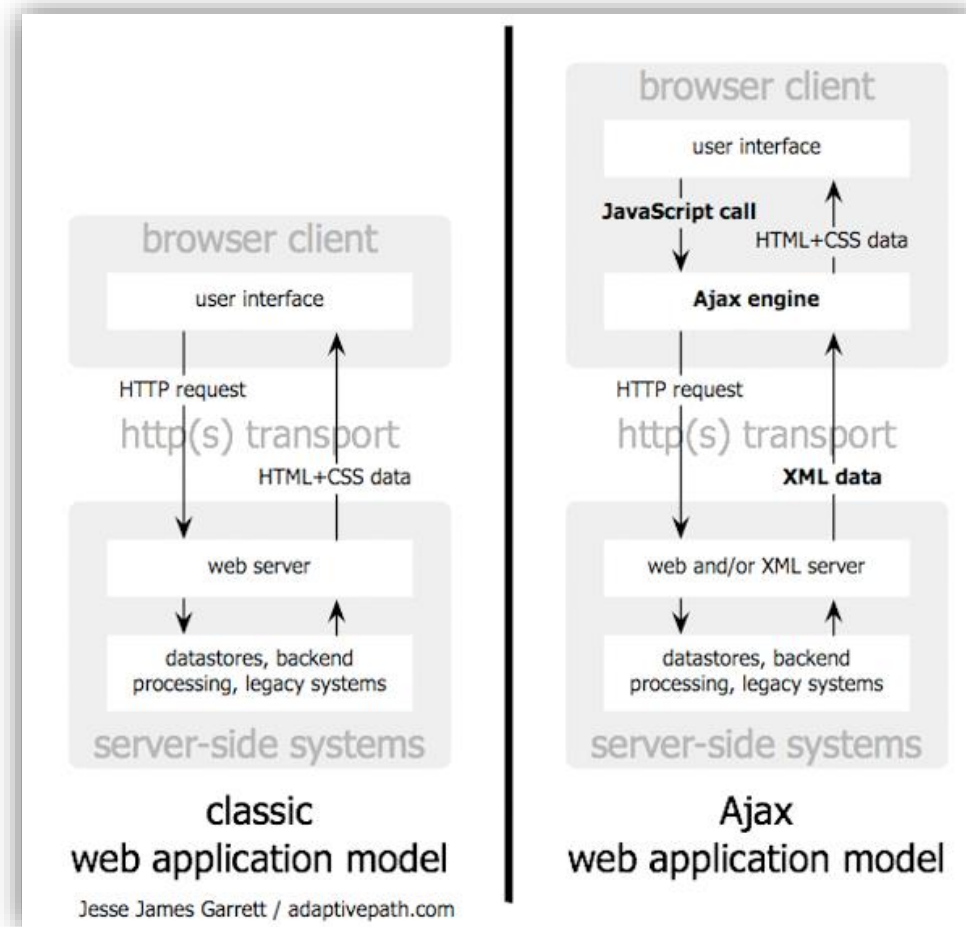 browser client
user interface
HTTP request
http(s) transport
HTML+CSS data
web server
datastores, backend
processing, legacy systems
server-side systems
classic
web application model
Jesse James Garrett / adaptivepath.com
browser client
user interface
JavaScript call
HTML+CSS data
Ajax engine
HTTP request
http(s) transport
XML data
web and/or XML server
datastores, backend
processing, legacy systems
server-side systems
Ajax
web application model